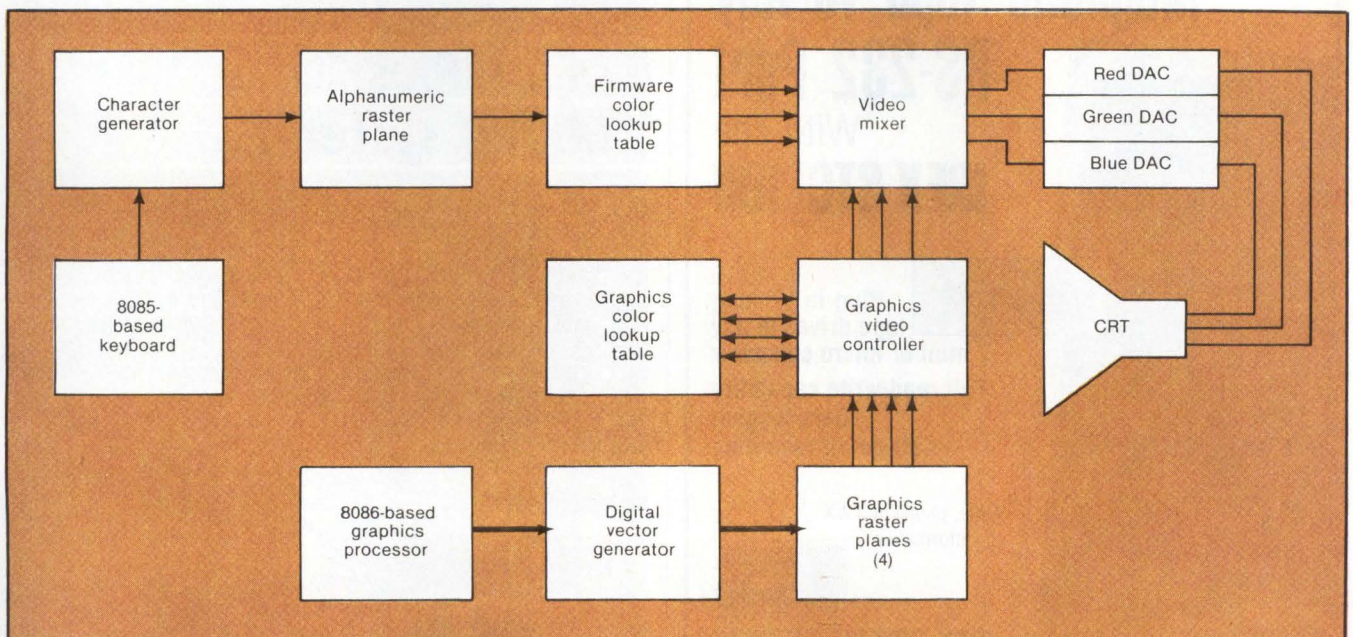 Character
generator
Alphanumeric
raster
plane
Firmware
color
lookup
table
Video
mixer
Red DAC
Green DAC
Blue DAC
8085-
based
keyboard
Graphics
color
lookup
table
Graphics
video
controller
CRT
8086-based
graphics
processor
Digital
vector
generator
Graphics
raster
planes
(4)